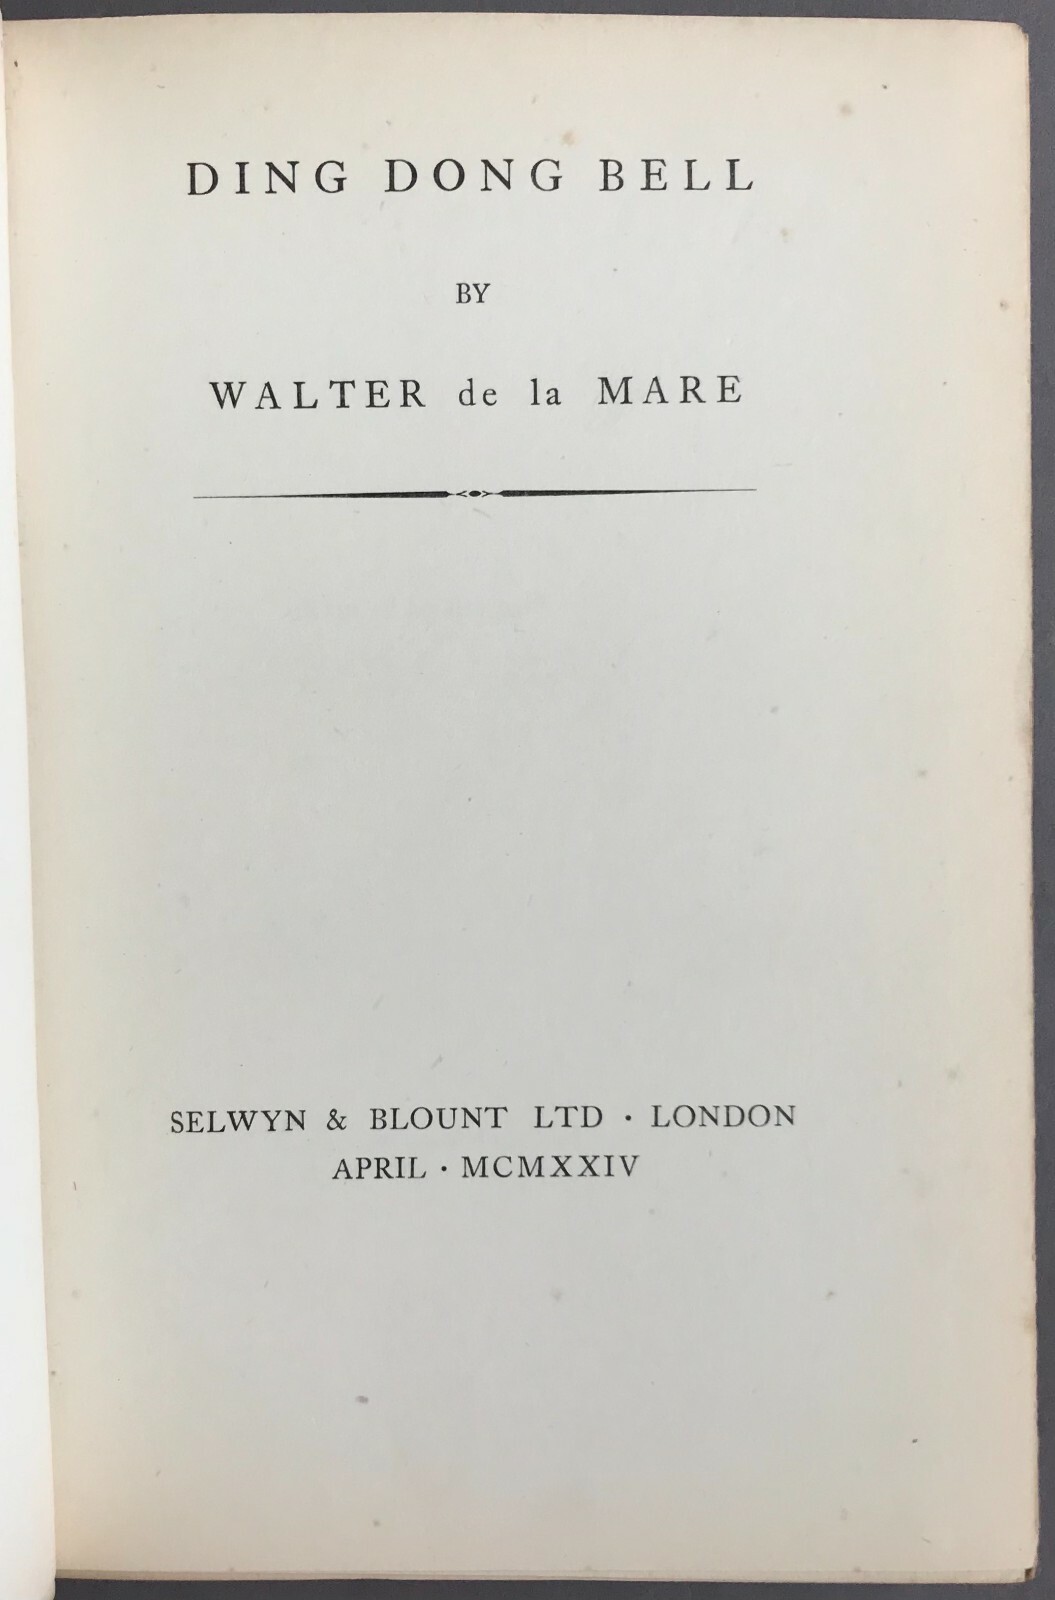 DING DONG BELL
BY
WALTER de la MARE
SELWYN & BLOUNT LTD · LONDON
APRIL · MCMXXIV